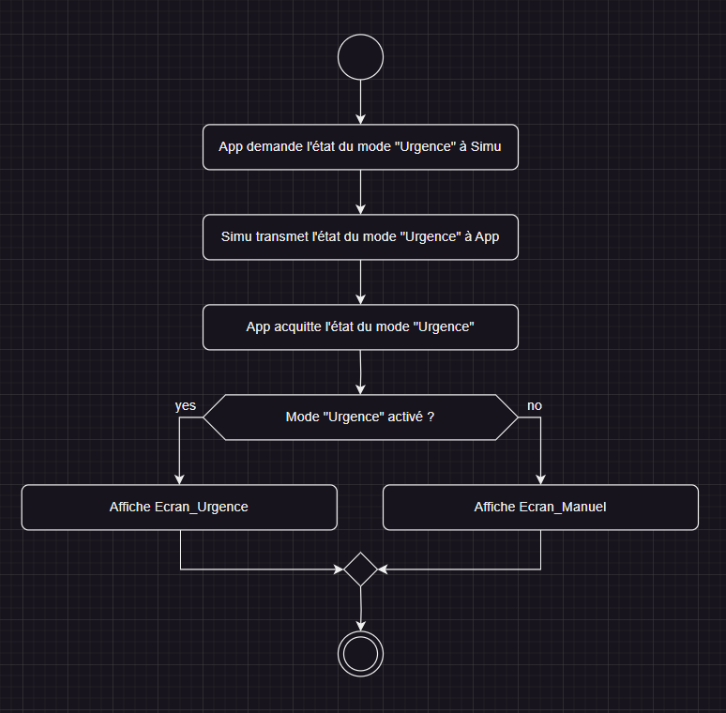 App demande l'état du mode "Urgence" à Simu
Simu transmet l'état du mode "Urgence" à App
App acquitte l'état du mode "Urgence"
yes
no
Mode "Urgence" activé ?
Affiche Ecran_Urgence
Affiche Ecran_Manuel